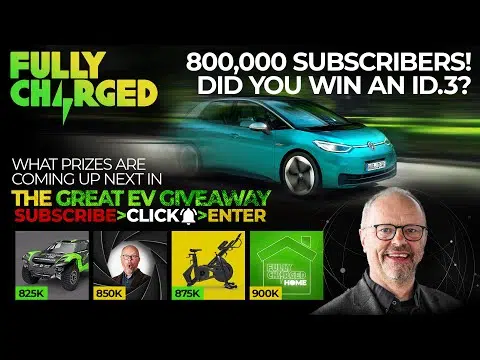 FULLY
CHARGED
800,000 SUBSCRIBERS!
DID YOU WIN AN ID.3?
WHAT PRIZES ARE
COMING UP NEXT IN
THE GREAT EV GIVEAWAY
SUBSCRIBE>CLICK>ENTER
825K
850K
875K
900K
FULLY
CHARGED
HOME